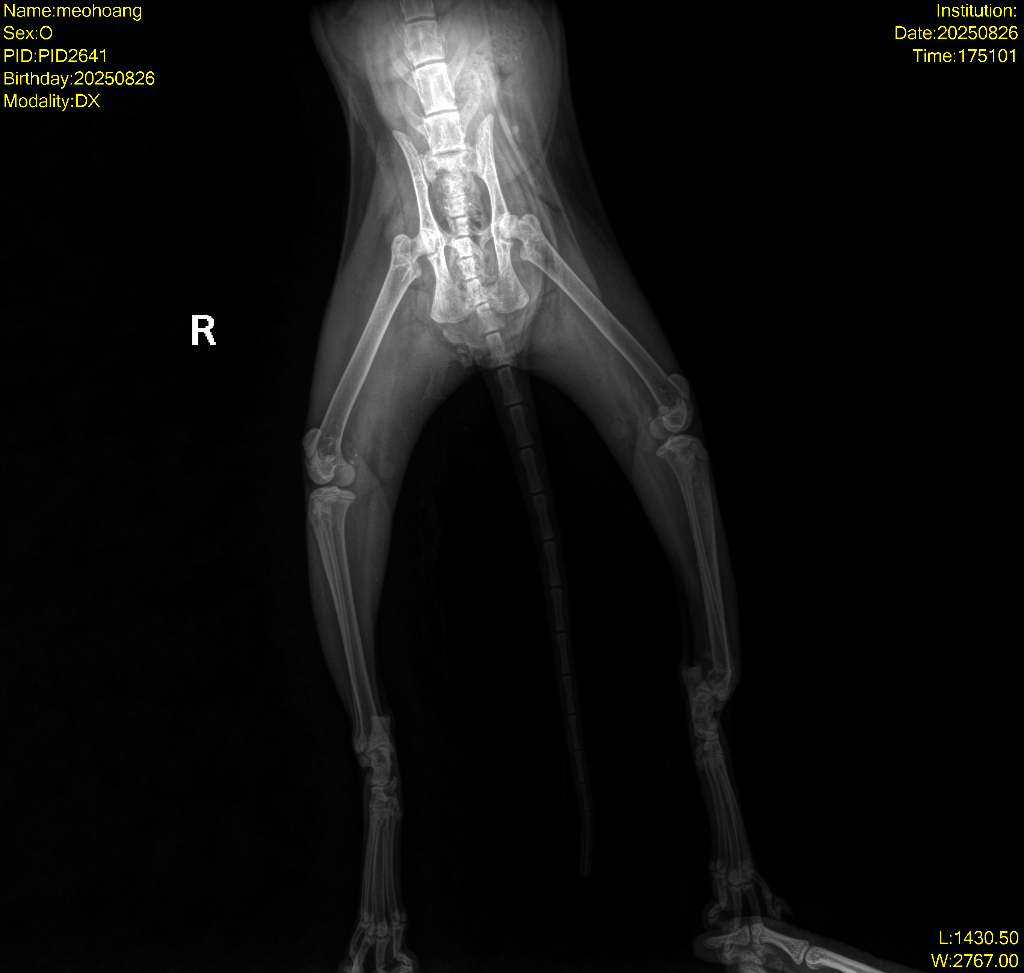 Name:meohoang
Sex:O
PID:PID2641
Birthday:20250826
Modality:DX
Institution:
Date:20250826
Time:175101
R
L:1430.50
W:2767.00